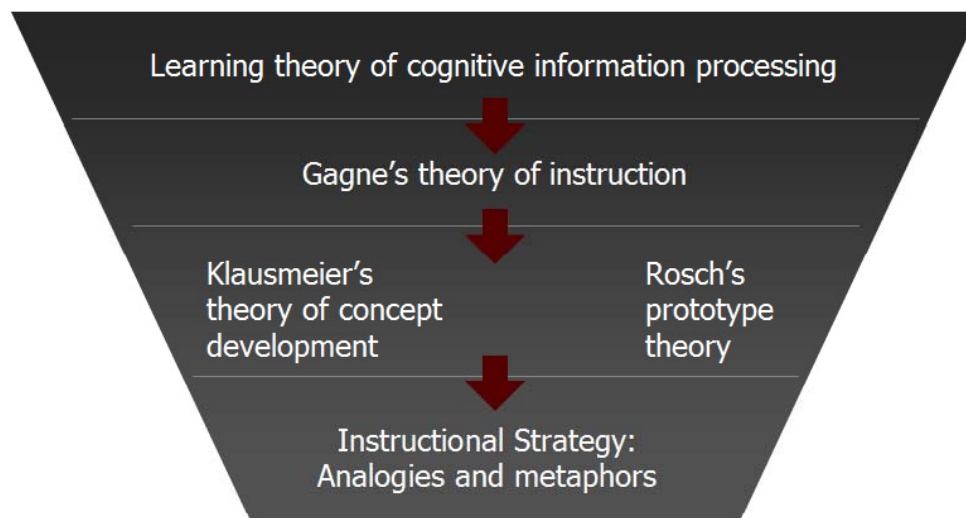 Learning theory of cognitive information processing
Gagne’s theory of instruction
Klausmeier’s
theory of concept
development
Rosch’s
prototype
theory
Instructional Strategy:
Analogies and metaphors